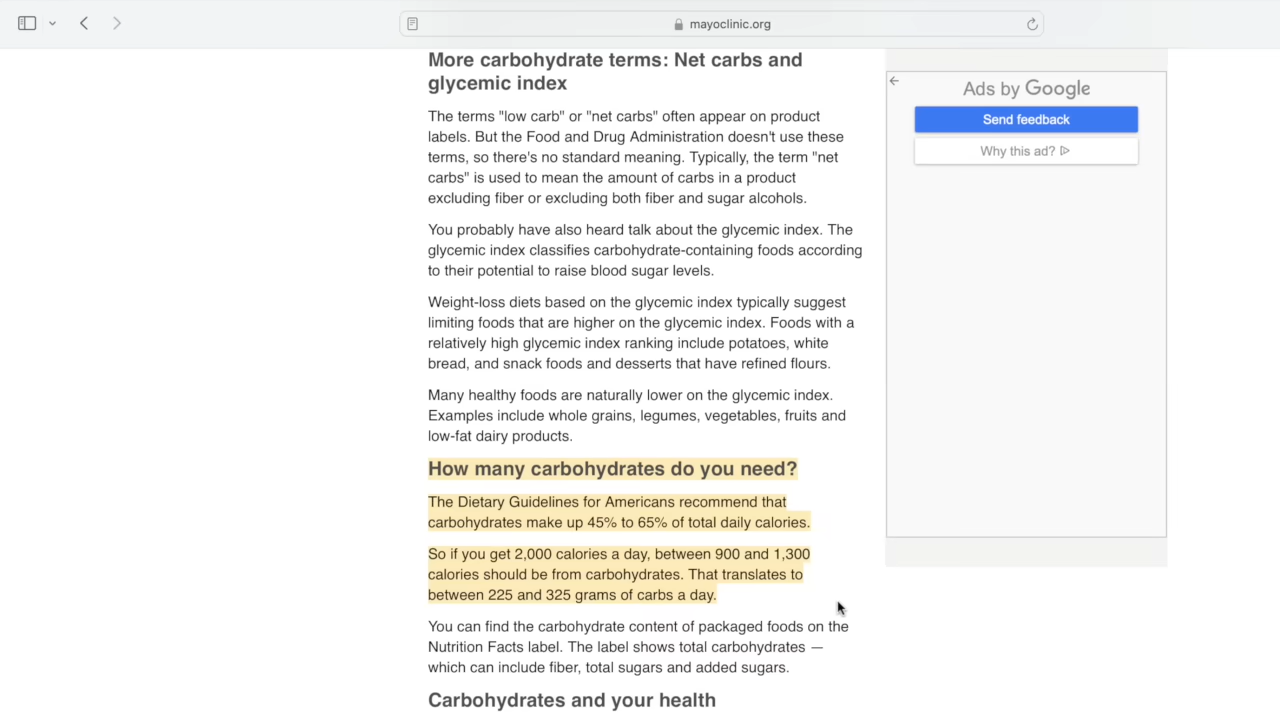 mayoclinic.org
More carbohydrate terms: Net carbs and
glycemic index
The terms "low carb" or "net carbs" often appear on product
labels. But the Food and Drug Administration doesn't use these
terms, so there's no standard meaning. Typically, the term "net
carbs" is used to mean the amount of carbs in a product
excluding fiber or excluding both fiber and sugar alcohols.
You probably have also heard talk about the glycemic index. The
glycemic index classifies carbohydrate-containing foods according
to their potential to raise blood sugar levels.
Weight-loss diets based on the glycemic index typically suggest
limiting foods that are higher on the glycemic index. Foods with a
relatively high glycemic index ranking include potatoes, white
bread, and snack foods and desserts that have refined flours.
Many healthy foods are naturally lower on the glycemic index.
Examples include whole grains, legumes, vegetables, fruits and
low-fat dairy products.
How many carbohydrates do you need?
The Dietary Guidelines for Americans recommend that
carbohydrates make up 45% to 65% of total daily calories.
So if you get 2,000 calories a day, between 900 and 1,300
calories should be from carbohydrates. That translates to
between 225 and 325 grams of carbs a day.
You can find the carbohydrate content of packaged foods on the
Nutrition Facts label. The label shows total carbohydrates —
which can include fiber, total sugars and added sugars.
Carbohydrates and your health
Ads by Google
Send feedback
Why this ad?